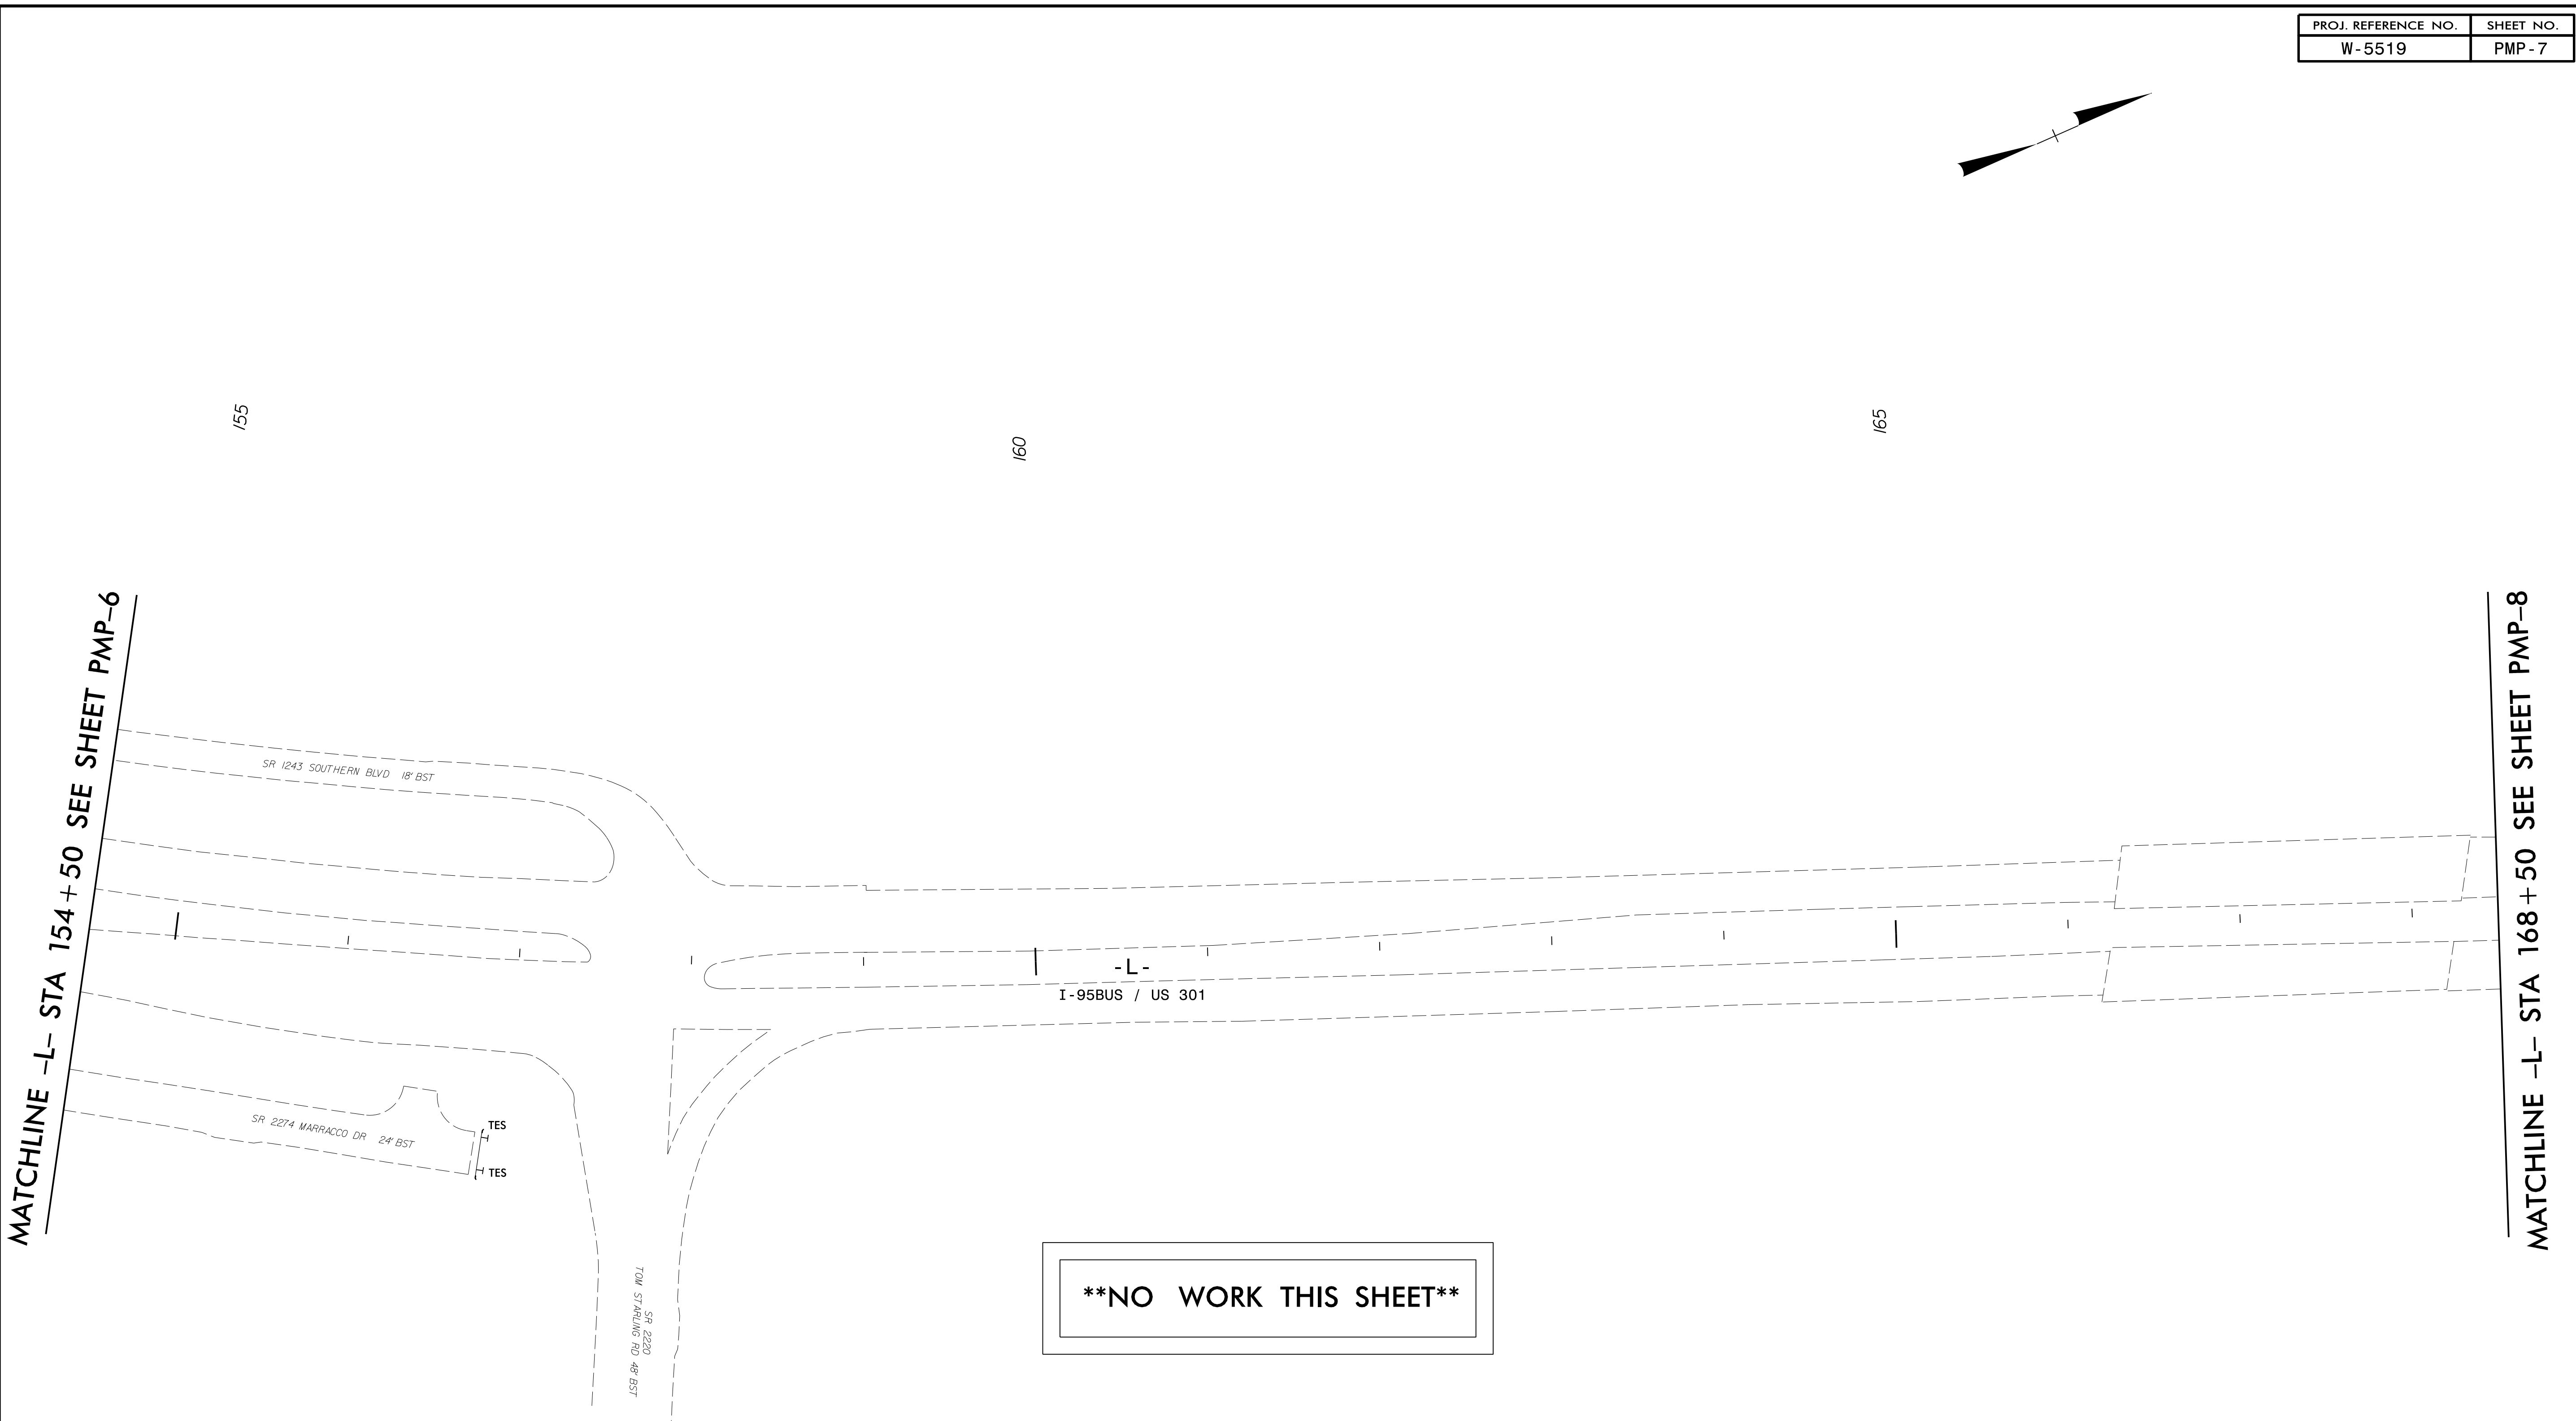 PROJ. REFERENCE NO.
SHEET NO.
W-5519
PMP-7
155
160
165
MATCHLINE -L- STA 154+50 SEE SHEET PMP-6
MATCHLINE -L- STA 168+50 SEE SHEET PMP-8
SR 1243 SOUTHERN BLVD 18' BST
-L-
I-95BUS / US 301
TES
SR 2274 MARRACCO DR 24' BST
TES
SR 2220
TOM STARLING RD 48' BST
**NO WORK THIS SHEET**